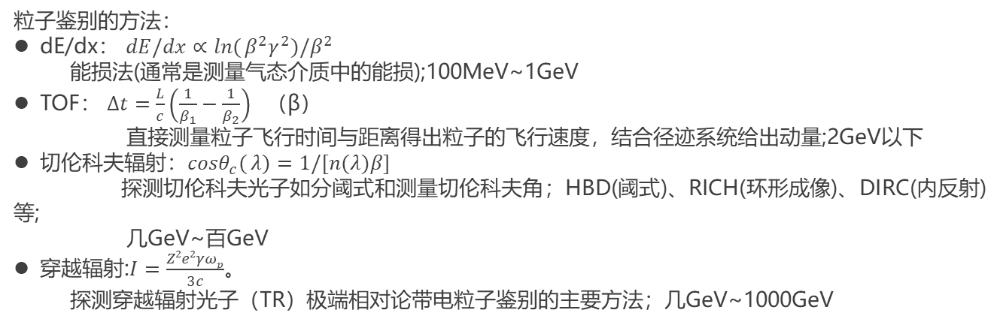 粒子鉴别的方法：
● dE/dx： dE/dx ∝ ln(β²γ²)/β²
能损法(通常是测量气态介质中的能损);100MeV~1GeV
● TOF： Δt = L/c (1/β₁ − 1/β₂) （β）
直接测量粒子飞行时间与距离得出粒子的飞行速度，结合径迹系统给出动量;2GeV以下
● 切伦科夫辐射：cosθc(λ) = 1/[n(λ)β]
探测切伦科夫光子如分阈式和测量切伦科夫角；HBD(阈式)、RICH(环形成像)、DIRC(内反射)
等;
几GeV~百GeV
● 穿越辐射:I = Z²e²γωₚ/3c。
探测穿越辐射光子（TR）极端相对论带电粒子鉴别的主要方法；几GeV~1000GeV